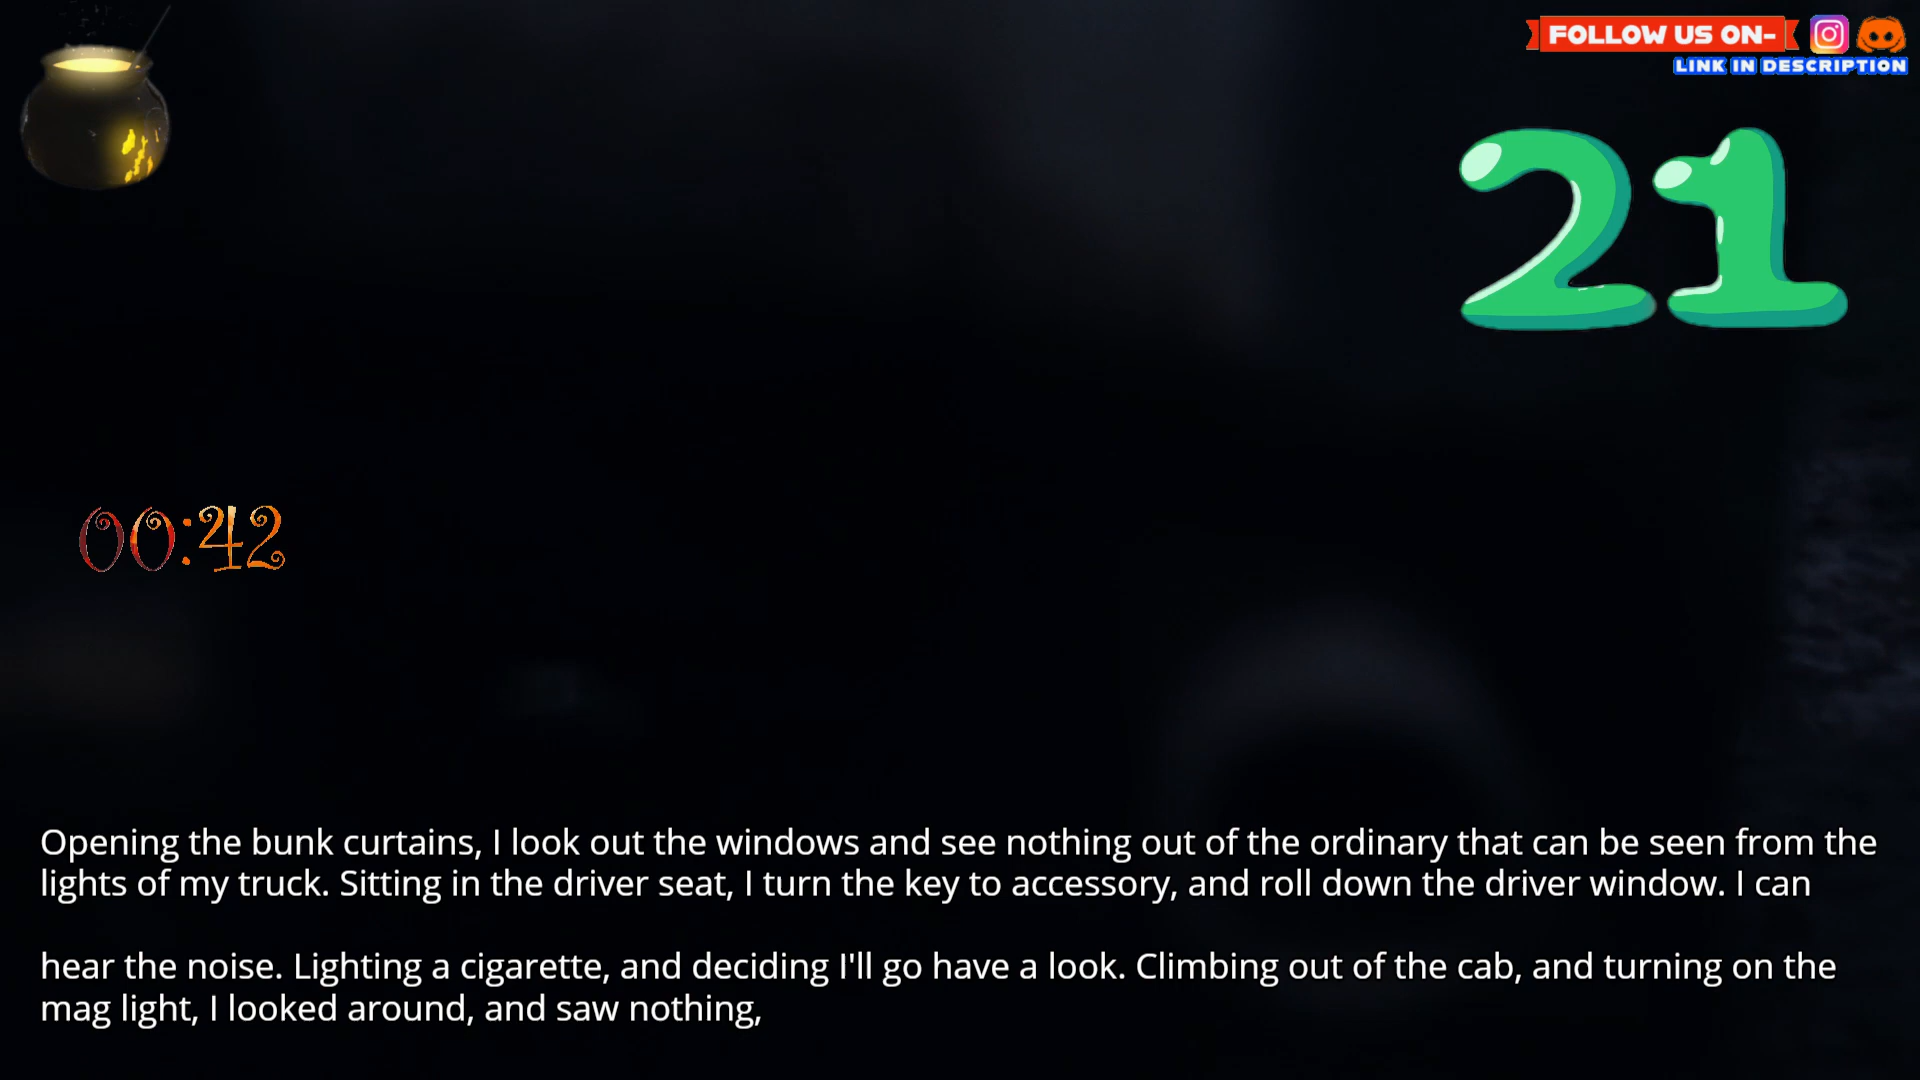 FOLLOW US ON-
LINK IN DESCRIPTION
21
00:42
Opening the bunk curtains, I look out the windows and see nothing out of the ordinary that can be seen from the
lights of my truck. Sitting in the driver seat, I turn the key to accessory, and roll down the driver window. I can
hear the noise. Lighting a cigarette, and deciding I'll go have a look. Climbing out of the cab, and turning on the
mag light, I looked around, and saw nothing,